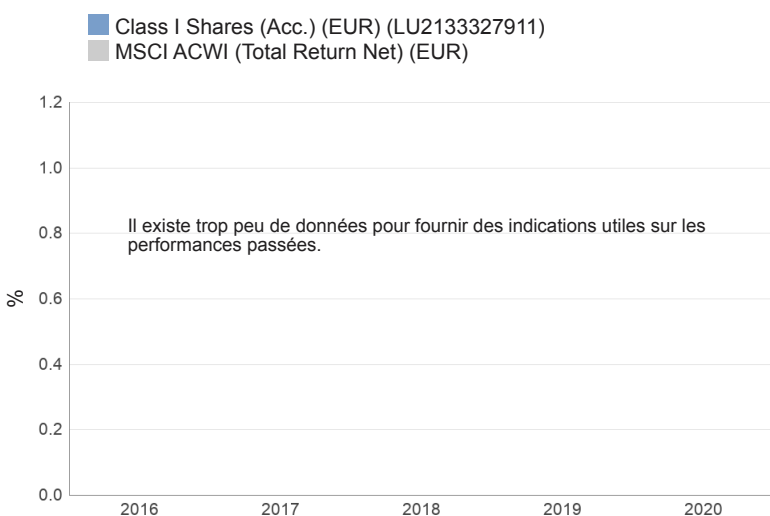 Class I Shares (Acc.) (EUR) (LU2133327911)
MSCI ACWI (Total Return Net) (EUR)
1.2
1.0
Il existe trop peu de données pour fournir des indications utiles sur les
0.8
performances passées.
%
0.6
0.4
0.2
0.0
2016 2017 2018 2019 2020